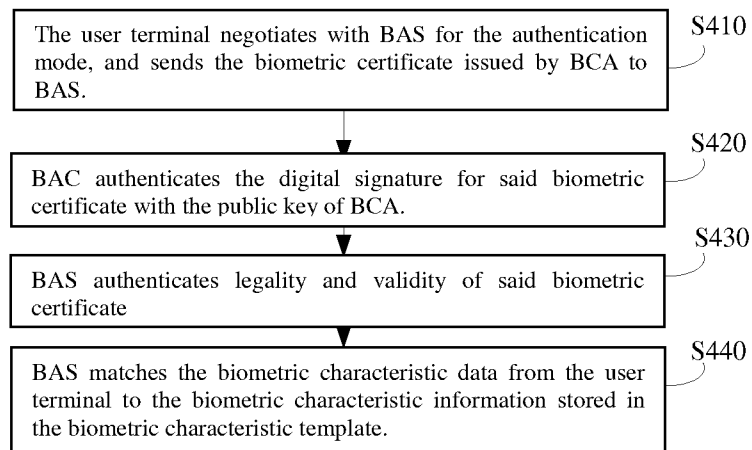 S410
The user terminal negotiates with BAS for the authentication
mode, and sends the biometric certificate issued by BCA to
BAS.
S420
BAC authenticates the digital signature for said biometric
certificate with the public key of BCA.
S430
BAS authenticates legality and validity of said biometric
certificate
S440
BAS matches the biometric characteristic data from the user
terminal to the biometric characteristic information stored in
the biometric characteristic template.